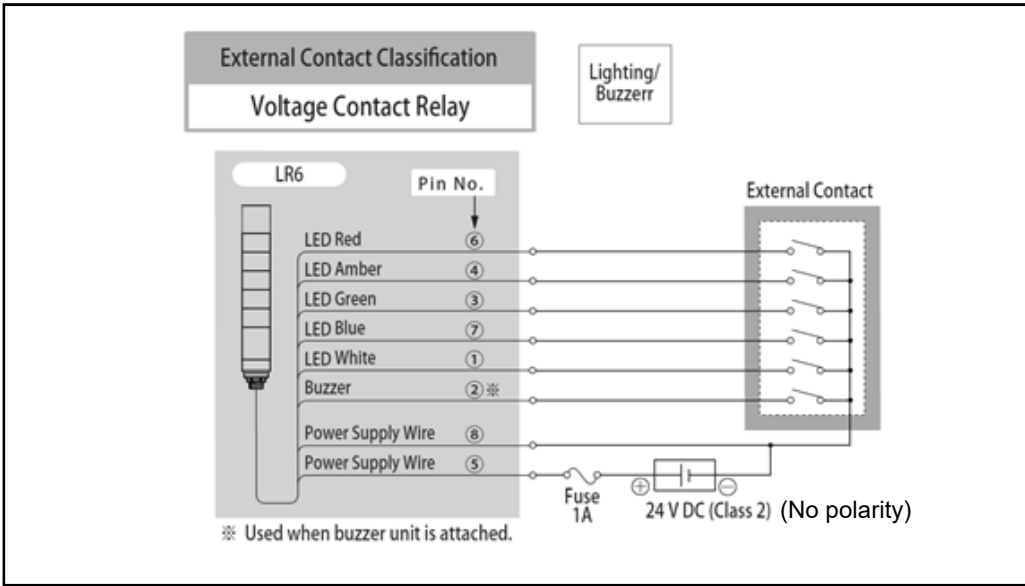 External Contact Classification
Voltage Contact Relay
Lighting/
Buzzerr
LR6
Pin No.
External Contact
LED Red ⑥
LED Amber ④
LED Green ③
LED Blue ⑦
LED White ①
Buzzer ②※
Power Supply Wire ⑧
Power Supply Wire ⑤
Fuse
1A
⊕ ⊖
24 V DC (Class 2) (No polarity)
※ Used when buzzer unit is attached.